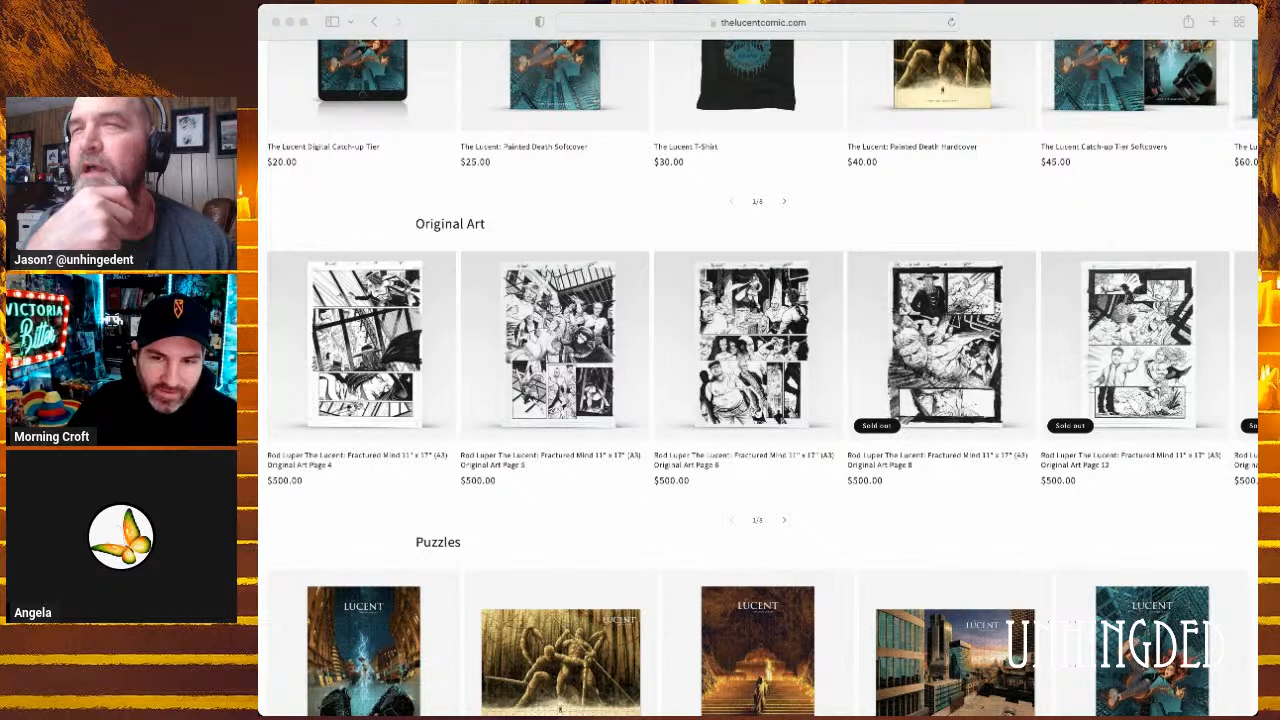 thelucentcomic.com
The Lucent Digital Catch-up Tier
$20.00
The Lucent: Painted Death Softcover
$25.00
The Lucent T-Shirt
$30.00
The Lucent: Painted Death Hardcover
$40.00
The Lucent Catch-up Tier Softcovers
$45.00
The Lu
$60.0
1/3
Original Art
Sold out
Sold out
So
Rod Luper The Lucent: Fractured Mind 11" x 17" (A3)
Original Art Page 4
$500.00
Rod Luper The Lucent: Fractured Mind 11" x 17" (A3)
Original Art Page 5
$500.00
Rod Luper The Lucent: Fractured Mind 11" x 17" (A3)
Original Art Page 6
$500.00
Rod Luper The Lucent: Fractured Mind 11" x 17" (A3)
Original Art Page 8
$500.00
Rod Luper The Lucent: Fractured Mind 11" x 17" (A3)
Original Art Page 12
$500.00
Rod Lu
Origina
$500.
1/3
Puzzles
LUCENT
LUCENT
LUCENT
LUCENT
LUCENT
UNHINGDED
Jason? @unhingedent
VICTORIA
Bitter
Morning Croft
Angela